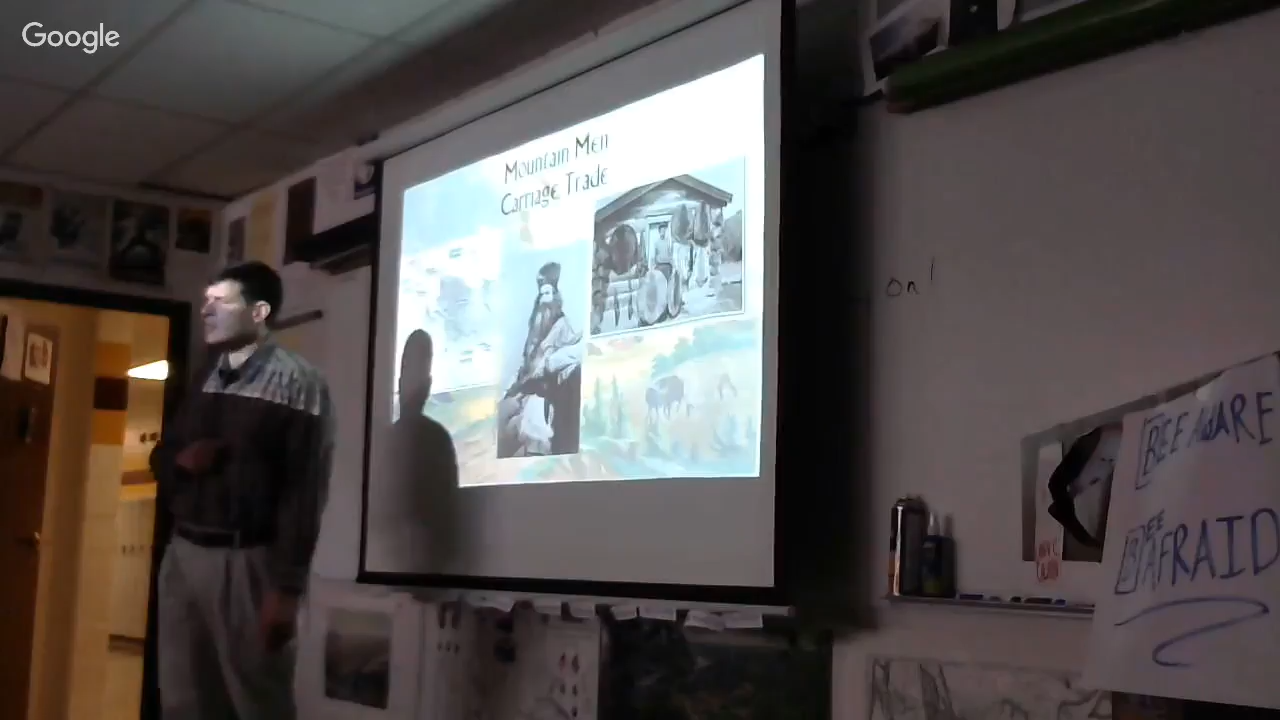 Google
Mountain Men
Carriage Trade
on
BEE AWARE
BEE
AFRAID